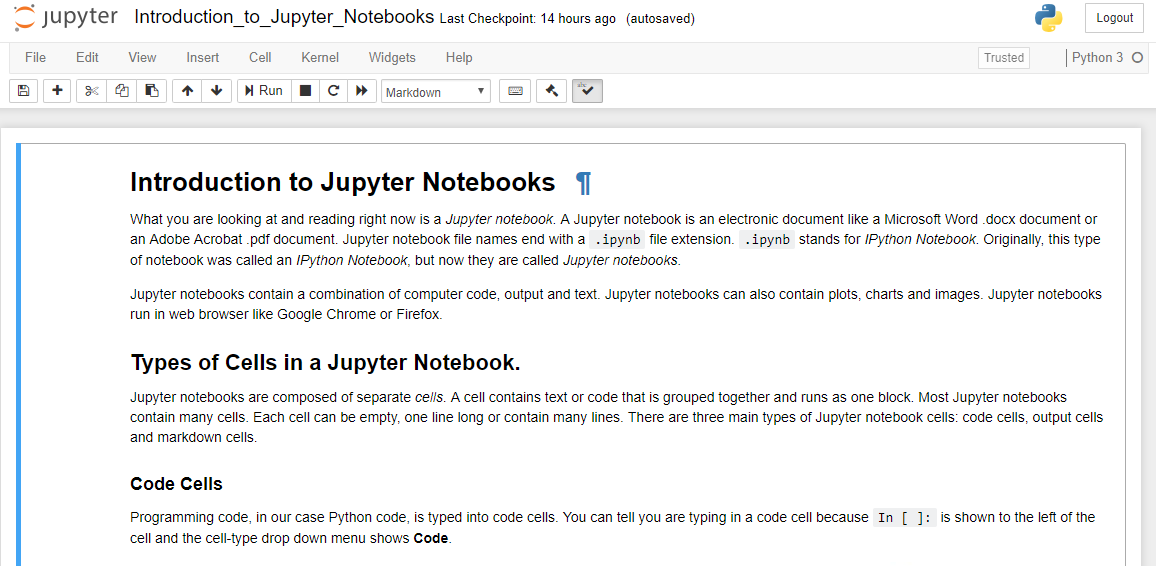 jupyter Introduction_to_Jupyter_Notebooks Last Checkpoint: 14 hours ago (autosaved) Logout
File Edit View Insert Cell Kernel Widgets Help Trusted Python 3
Run Markdown
Introduction to Jupyter Notebooks ¶
What you are looking at and reading right now is a Jupyter notebook. A Jupyter notebook is an electronic document like a Microsoft Word .docx document or
an Adobe Acrobat .pdf document. Jupyter notebook file names end with a .ipynb file extension. .ipynb stands for IPython Notebook. Originally, this type
of notebook was called an IPython Notebook, but now they are called Jupyter notebooks.
Jupyter notebooks contain a combination of computer code, output and text. Jupyter notebooks can also contain plots, charts and images. Jupyter notebooks
run in web browser like Google Chrome or Firefox.
Types of Cells in a Jupyter Notebook.
Jupyter notebooks are composed of separate cells. A cell contains text or code that is grouped together and runs as one block. Most Jupyter notebooks
contain many cells. Each cell can be empty, one line long or contain many lines. There are three main types of Jupyter notebook cells: code cells, output cells
and markdown cells.
Code Cells
Programming code, in our case Python code, is typed into code cells. You can tell you are typing in a code cell because In [ ]: is shown to the left of the
cell and the cell-type drop down menu shows Code.